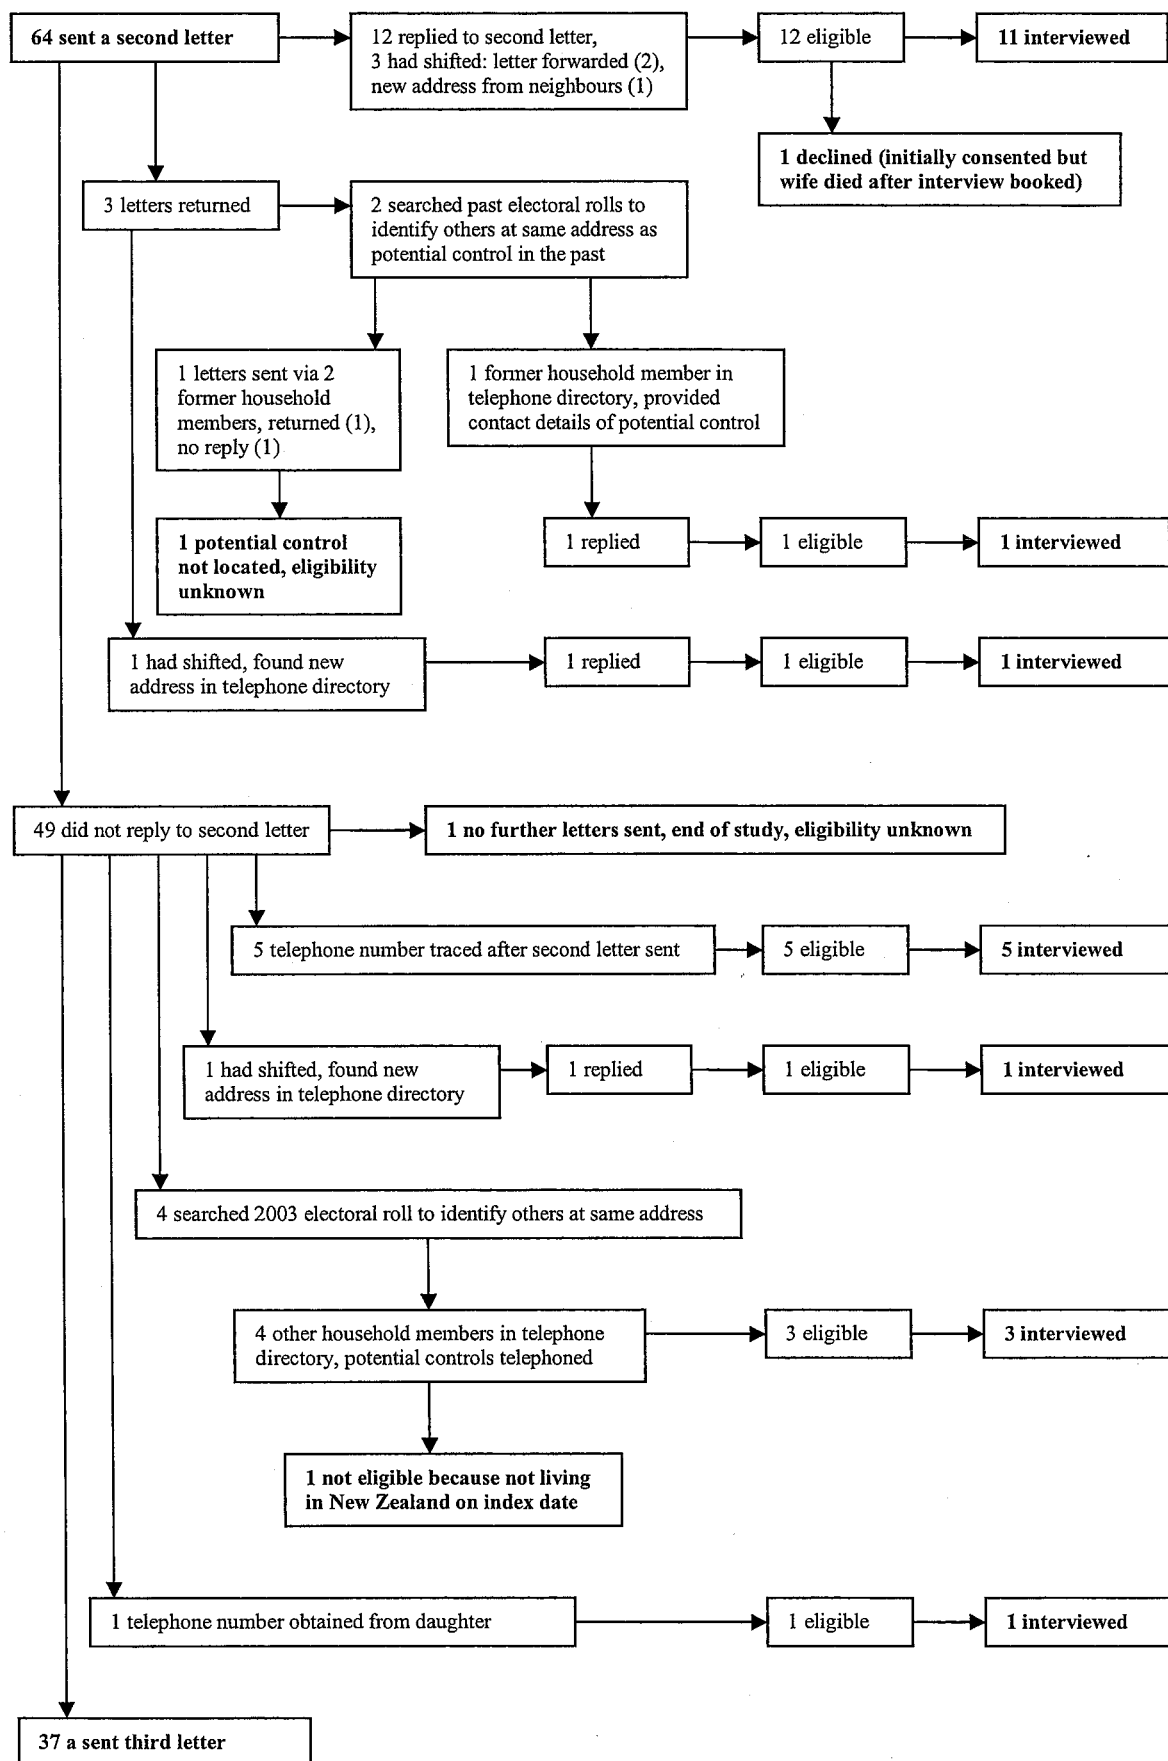 64 sent a second letter
12 replied to second letter,
3 had shifted: letter forwarded (2),
new address from neighbours (1)
12 eligible
11 interviewed
1 declined (initially consented but
wife died after interview booked)
3 letters returned
2 searched past electoral rolls to
identify others at same address as
potential control in the past
1 letters sent via 2
former household
members, returned (1),
no reply (1)
1 former household member in
telephone directory, provided
contact details of potential control
1 potential control
not located, eligibility
unknown
1 replied
1 eligible
1 interviewed
1 had shifted, found new
address in telephone directory
1 replied
1 eligible
1 interviewed
49 did not reply to second letter
1 no further letters sent, end of study, eligibility unknown
5 telephone number traced after second letter sent
5 eligible
5 interviewed
1 had shifted, found new
address in telephone directory
1 replied
1 eligible
1 interviewed
4 searched 2003 electoral roll to identify others at same address
4 other household members in telephone
directory, potential controls telephoned
3 eligible
3 interviewed
1 not eligible because not living
in New Zealand on index date
1 telephone number obtained from daughter
1 eligible
1 interviewed
37 a sent third letter